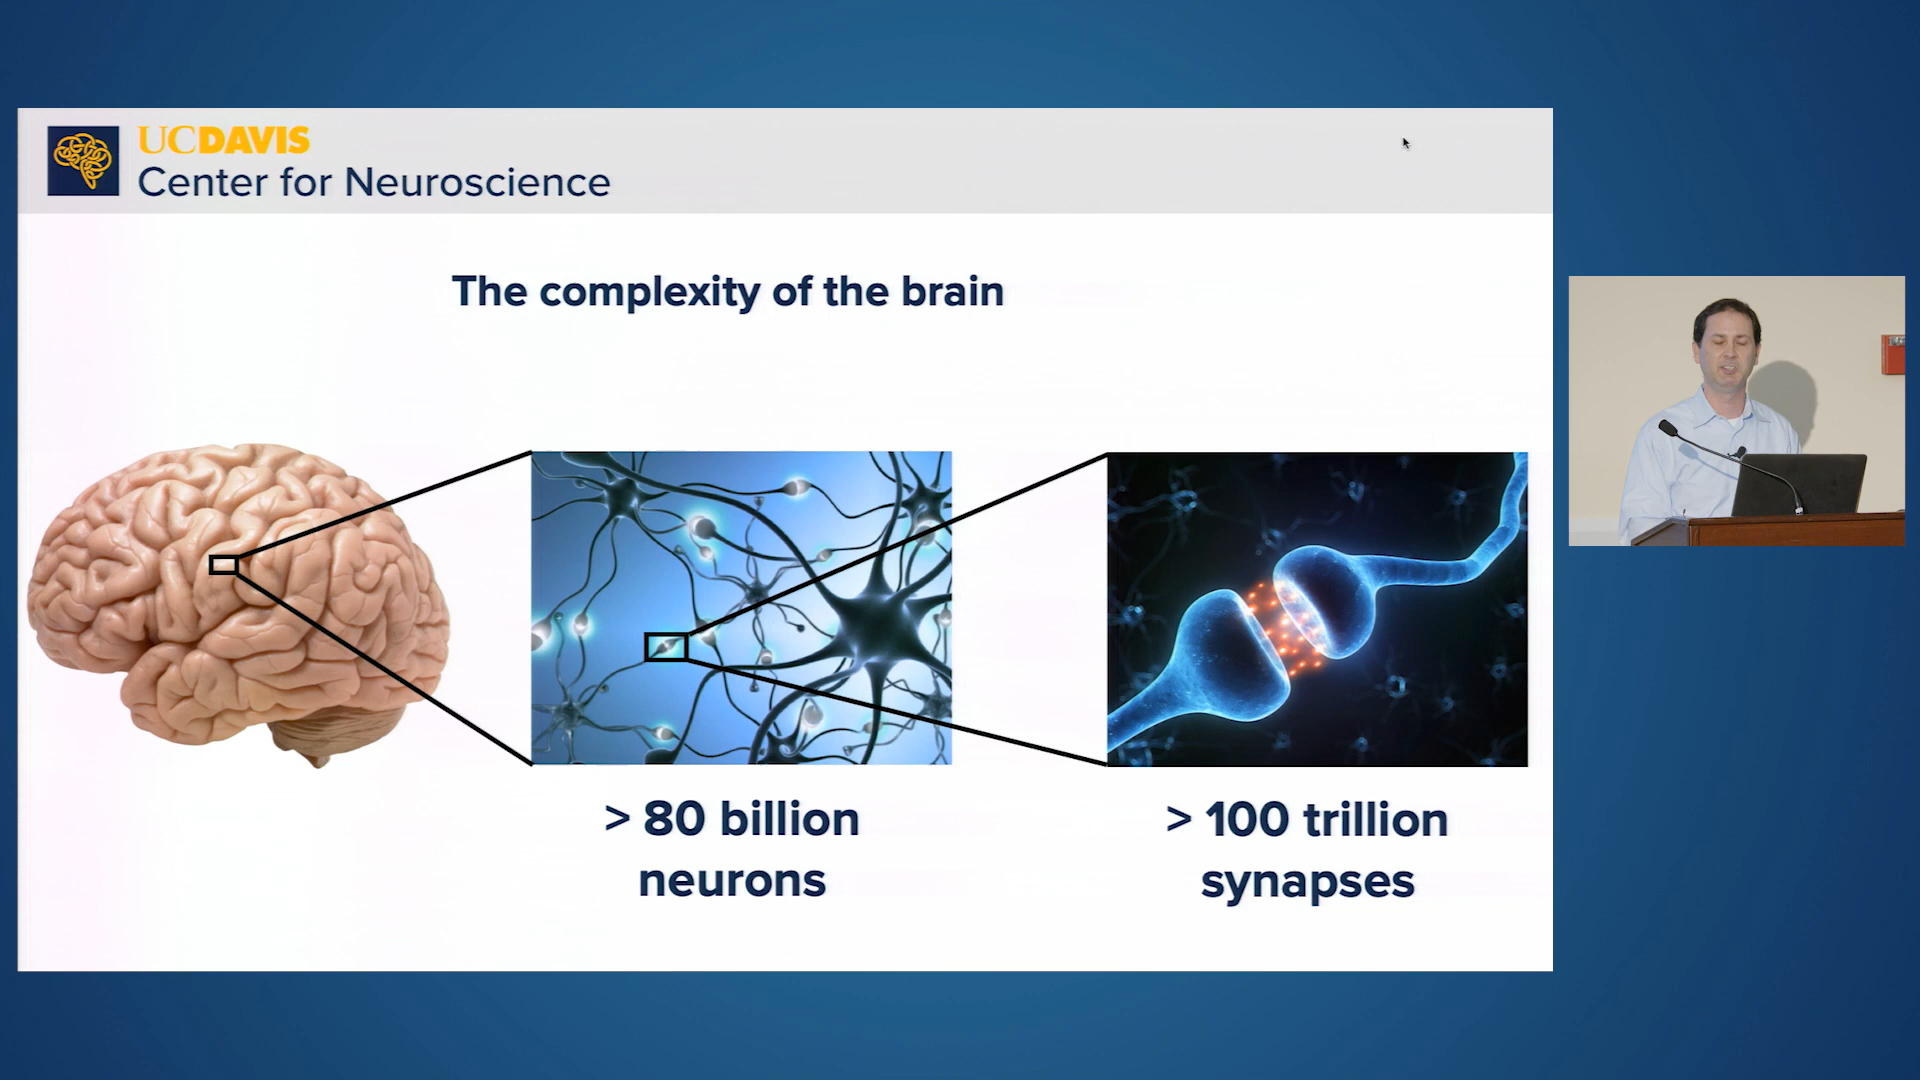 UCDAVIS
Center for Neuroscience
The complexity of the brain
> 80 billion
neurons
> 100 trillion
synapses